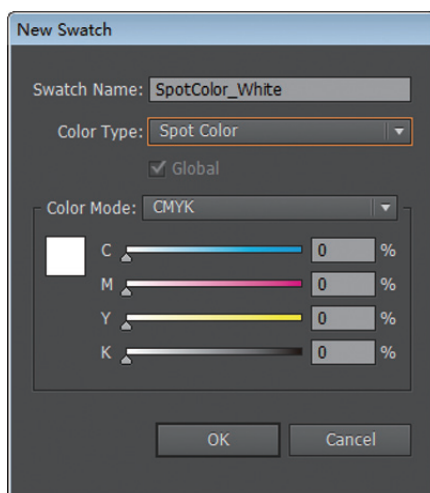 New Swatch
Swatch Name: SpotColor_White
Color Type: Spot Color
Global
Color Mode: CMYK
C 0 %
M 0 %
Y 0 %
K 0 %
OK Cancel